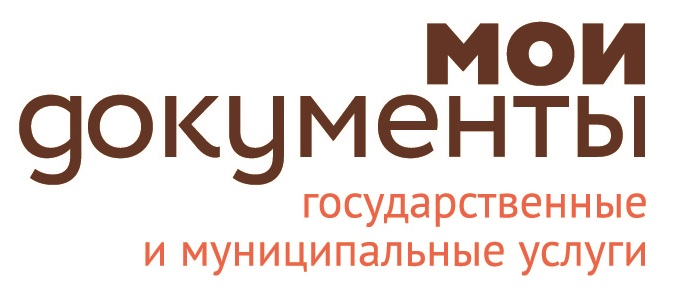 мои
документы
государственные
и муниципальные услуги